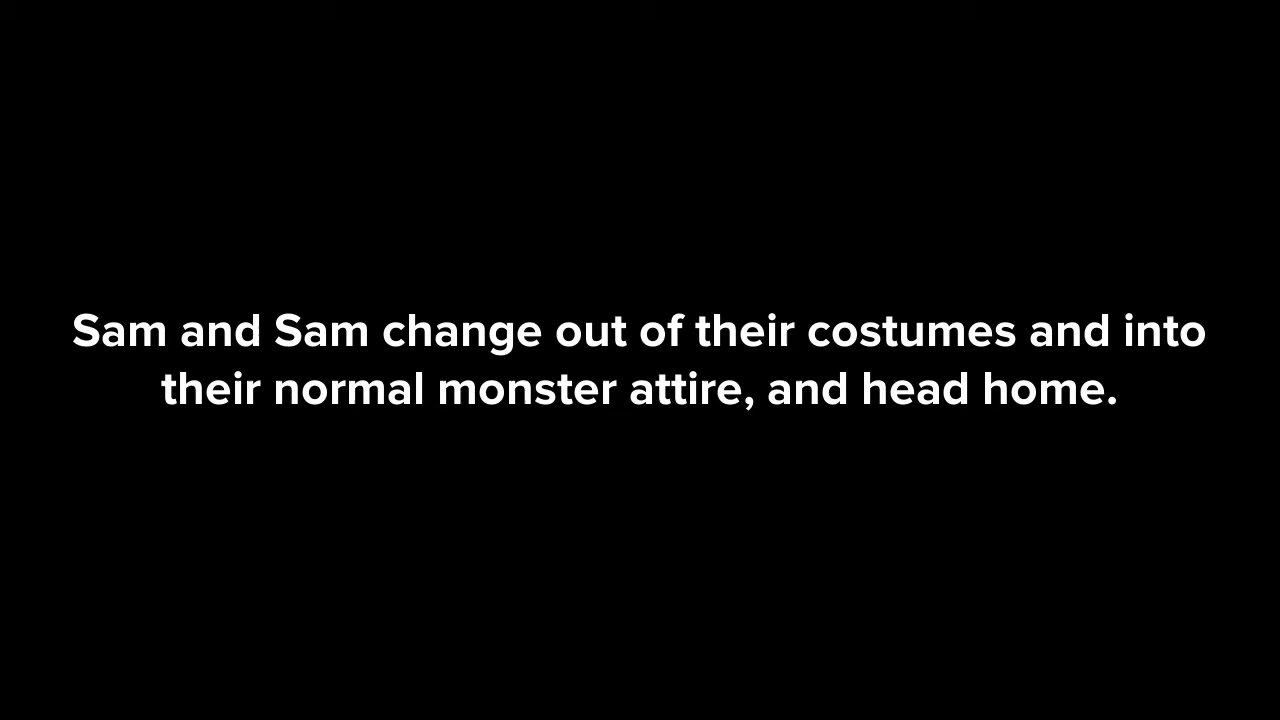 Sam and Sam change out of their costumes and into
their normal monster attire, and head home.